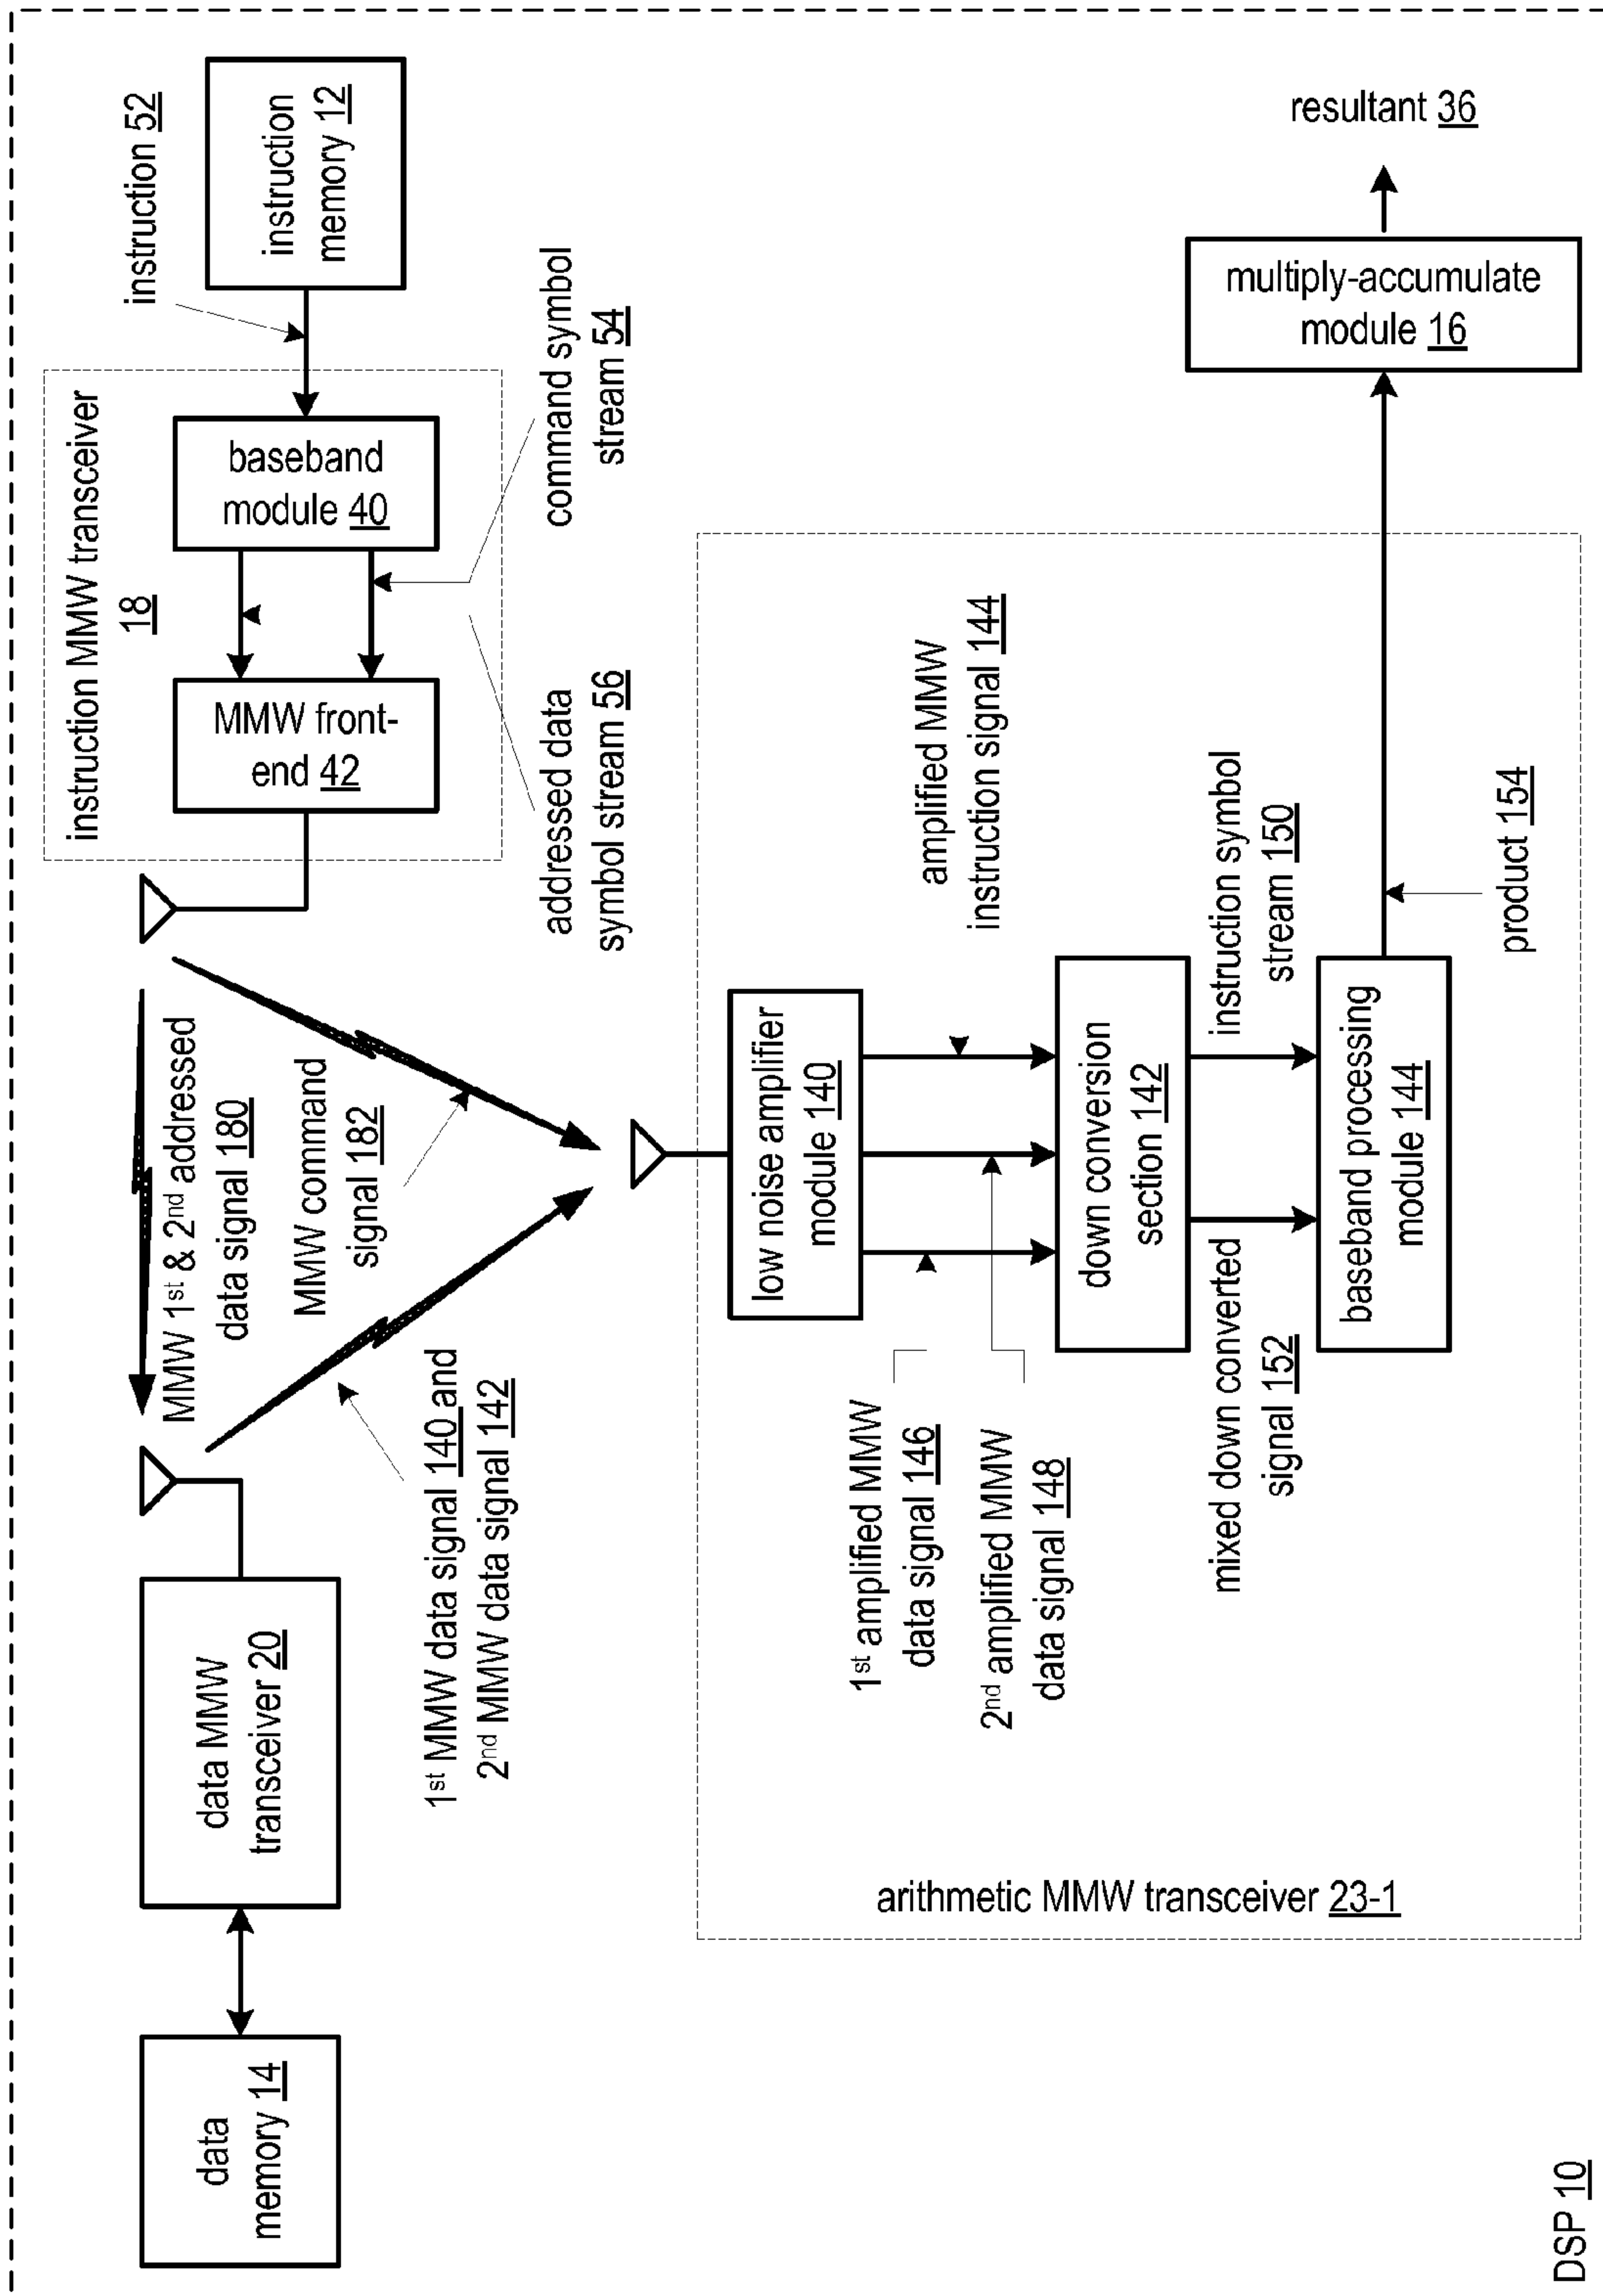 data
memory 14
data MMW
transceiver 20
MMW 1st & 2nd addressed
data signal 180
MMW command
signal 182
1st MMW data signal 140 and
2nd MMW data signal 142
instruction MMW transceiver
18
MMW front-
end 42
baseband
module 40
instruction 52
instruction
memory 12
addressed data
symbol stream 56
command symbol
stream 54
low noise amplifier
module 140
1st amplified MMW
data signal 146
2nd amplified MMW
data signal 148
amplified MMW
instruction signal 144
down conversion
section 142
mixed down converted
signal 152
instruction symbol
stream 150
baseband processing
module 144
arithmetic MMW transceiver 23-1
product 154
multiply-accumulate
module 16
resultant 36
DSP 10